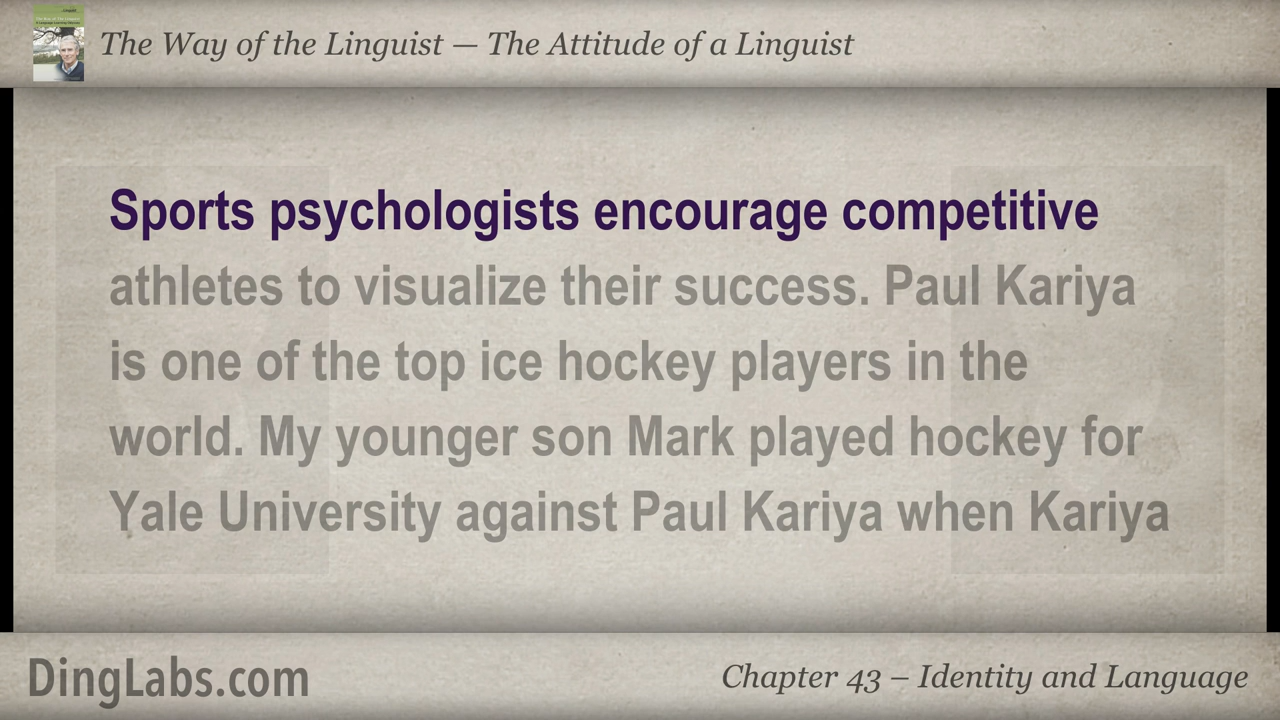 The Way of the Linguist — The Attitude of a Linguist
Sports psychologists encourage competitive
athletes to visualize their success. Paul Kariya
is one of the top ice hockey players in the
world. My younger son Mark played hockey for
Yale University against Paul Kariya when Kariya
DingLabs.com
Chapter 43 – Identity and Language